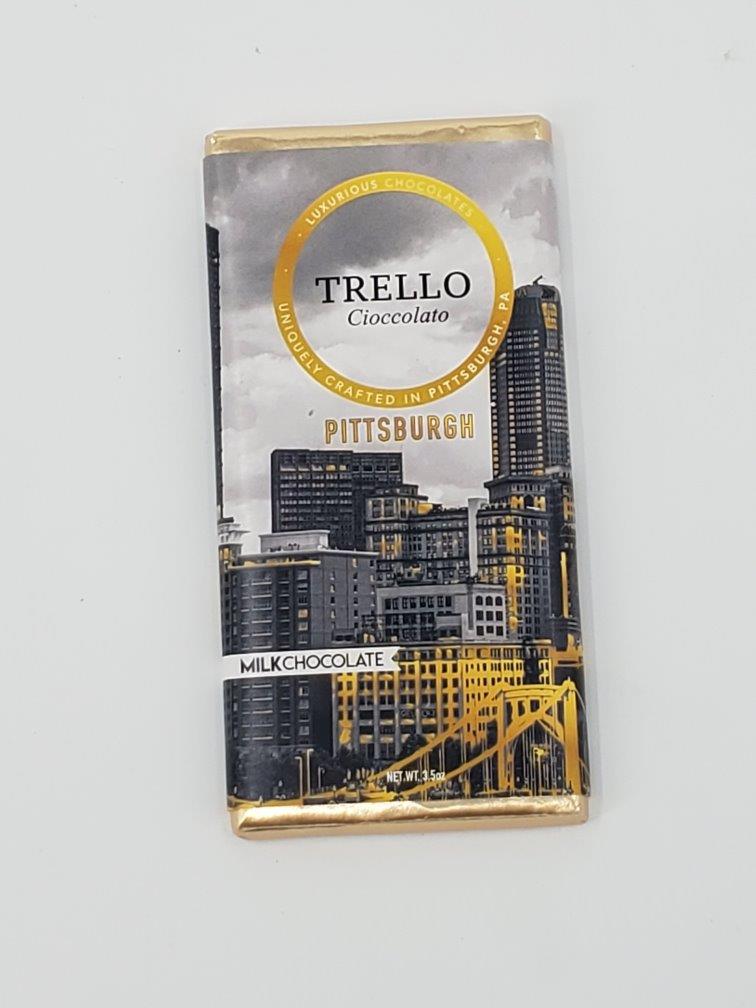 LUXURIOUS CHOCOLATES
TRELLO
Cioccolato
UNIQUELY CRAFTED IN PITTSBURGH, PA
PITTSBURGH
MILKCHOCOLATE
NET.WT. 3.5oz